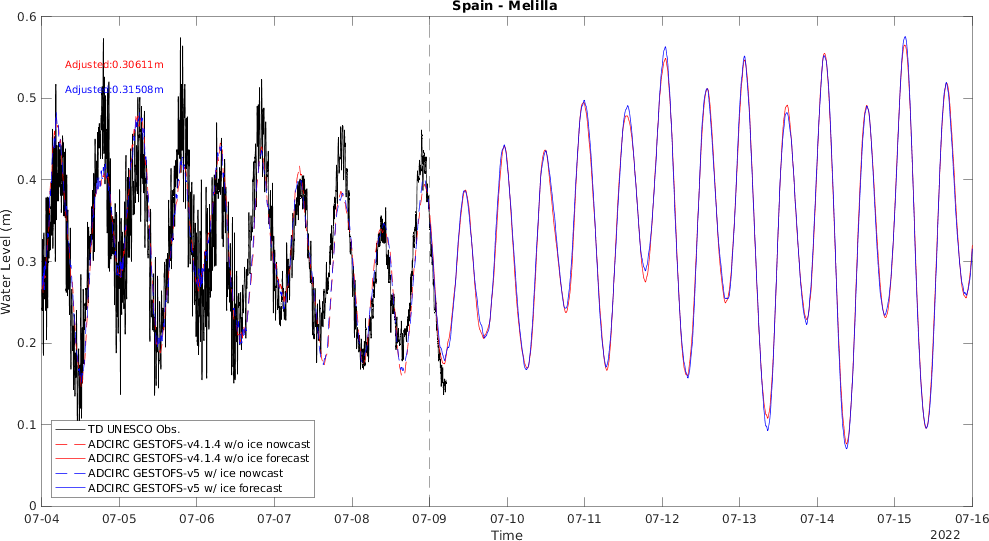 Spain - Melilla
0.6
0.5
0.4
0.3
0.2
0.1
0
Water Level (m)
Adjusted:0.30611m
Adjusted:0.31508m
TD UNESCO Obs.
ADCIRC GESTOFS-v4.1.4 w/o ice nowcast
ADCIRC GESTOFS-v4.1.4 w/o ice forecast
ADCIRC GESTOFS-v5 w/ ice nowcast
ADCIRC GESTOFS-v5 w/ ice forecast
07-04 07-05 07-06 07-07 07-08 07-09 07-10 07-11 07-12 07-13 07-14 07-15 07-16
Time
2022